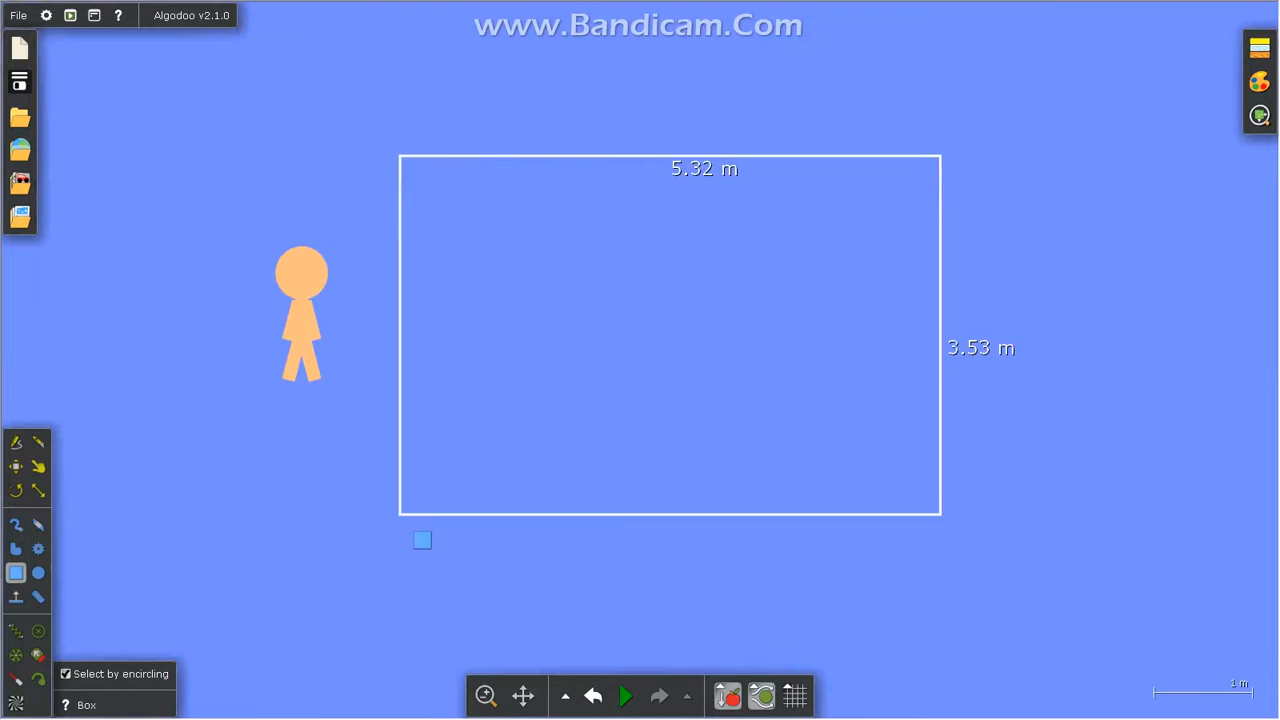 File ? Algodoo v2.1.0
www.Bandicam.Com
5.32 m
3.53 m
Select by encircling
? Box
1 m